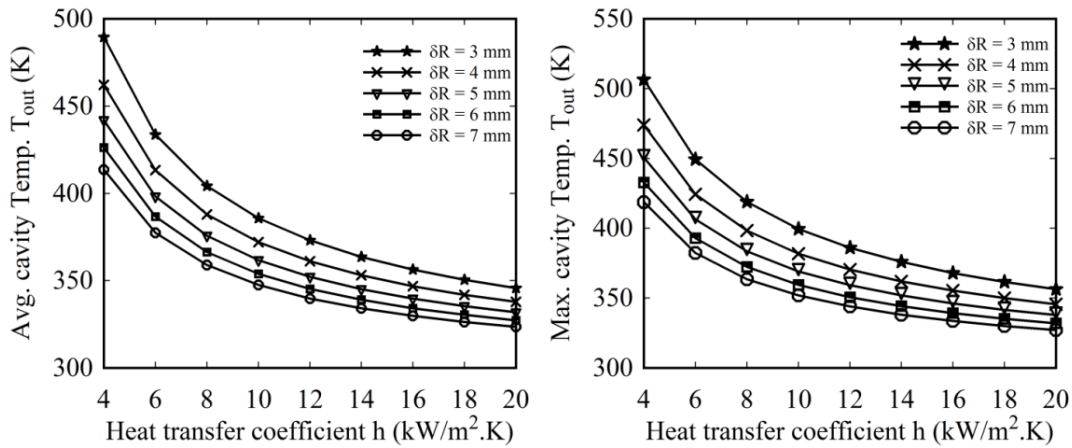 500
450
400
350
300
4 6 8 10 12 14 16 18 20
Avg. cavity Temp. T_out (K)
Heat transfer coefficient h (kW/m².K)
δR = 3 mm
δR = 4 mm
δR = 5 mm
δR = 6 mm
δR = 7 mm
550
500
450
400
350
300
4 6 8 10 12 14 16 18 20
Max. cavity Temp. T_out (K)
Heat transfer coefficient h (kW/m².K)
δR = 3 mm
δR = 4 mm
δR = 5 mm
δR = 6 mm
δR = 7 mm